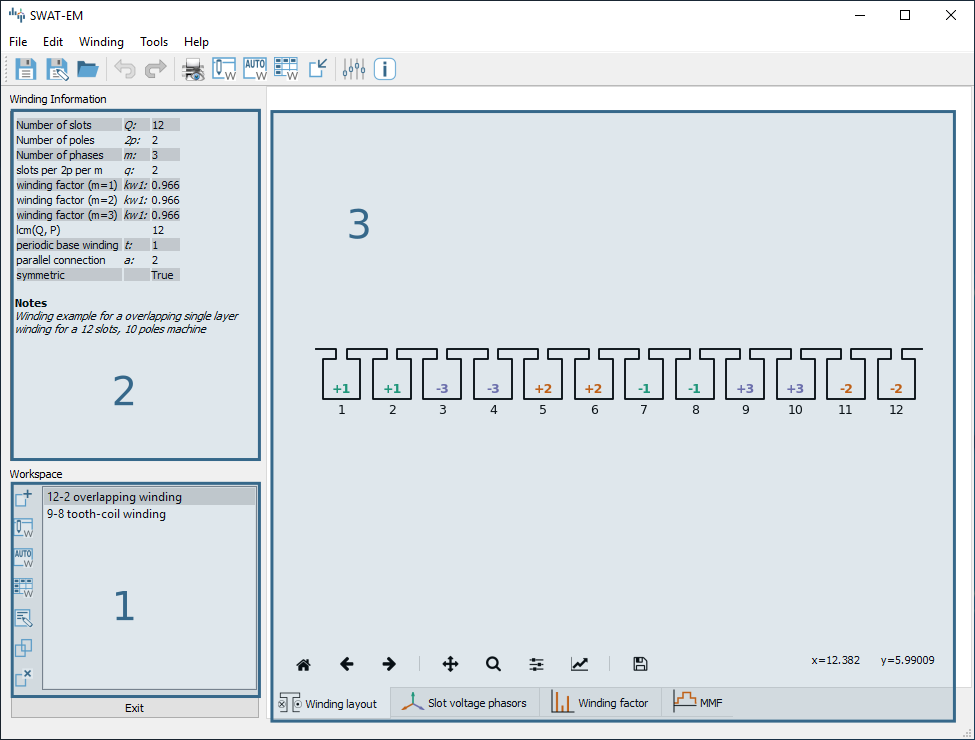 SWAT-EM
File Edit Winding Tools Help
W AUTO W W i
Winding Information
Number of slots Q: 12
Number of poles 2p: 2
Number of phases m: 3
slots per 2p per m q: 2
winding factor (m=1) kw1: 0.966
winding factor (m=2) kw1: 0.966
winding factor (m=3) kw1: 0.966
lcm(Q, P) 12
periodic base winding t: 1
parallel connection a: 2
symmetric True
Notes
Winding example for a overlapping single layer
winding for a 12 slots, 10 poles machine
2
Workspace
12-2 overlapping winding
9-8 tooth-coil winding
W
AUTO
W
W
1
Exit
3
+1 +1 -3 -3 +2 +2 -1 -1 +3 +3 -2 -2
1 2 3 4 5 6 7 8 9 10 11 12
x=12.382 y=5.99009
Winding layout Slot voltage phasors Winding factor MMF